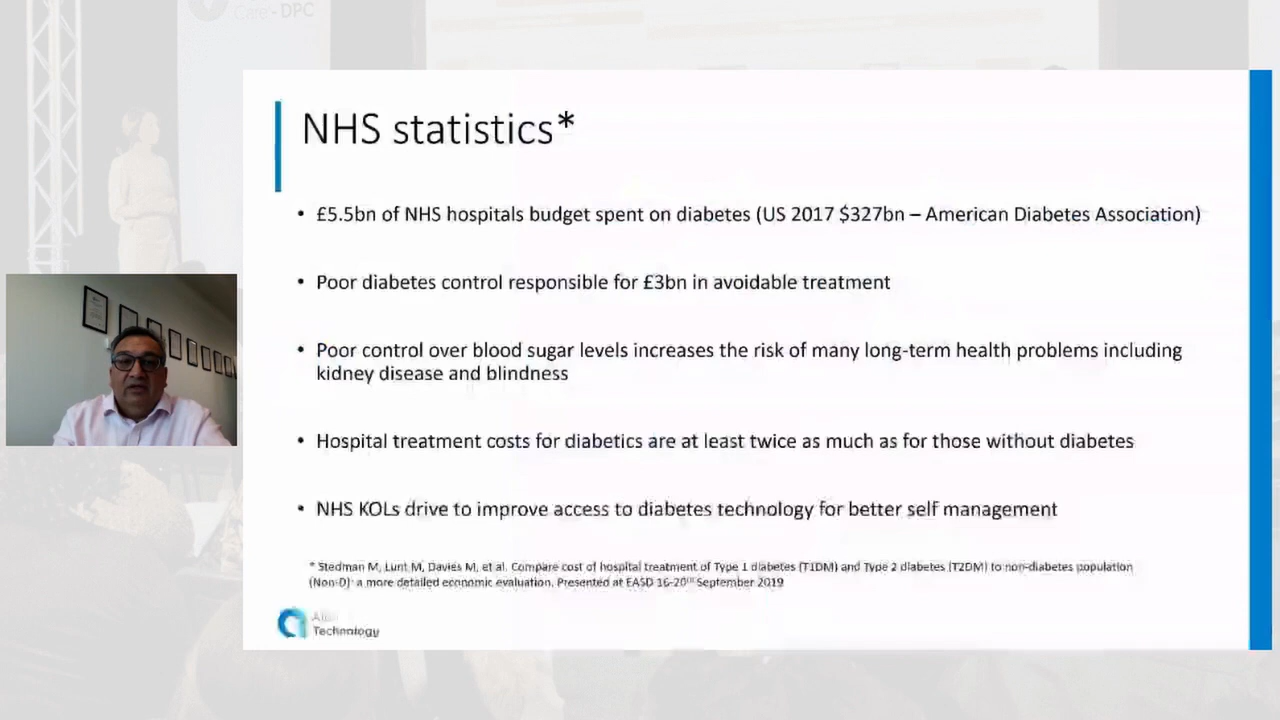 Care - DPC
NHS statistics*
• £5.5bn of NHS hospitals budget spent on diabetes (US 2017 $327bn – American Diabetes Association)
• Poor diabetes control responsible for £3bn in avoidable treatment
• Poor control over blood sugar levels increases the risk of many long-term health problems including
kidney disease and blindness
• Hospital treatment costs for diabetics are at least twice as much as for those without diabetes
• NHS KOLs drive to improve access to diabetes technology for better self management
* Stedman M, Lunt M, Davies M, et al. Compare cost of hospital treatment of Type 1 diabetes (T1DM) and Type 2 diabetes (T2DM) to non-diabetes population
(Non-D): a more detailed economic evaluation. Presented at EASD 16-20th September 2019
Technology